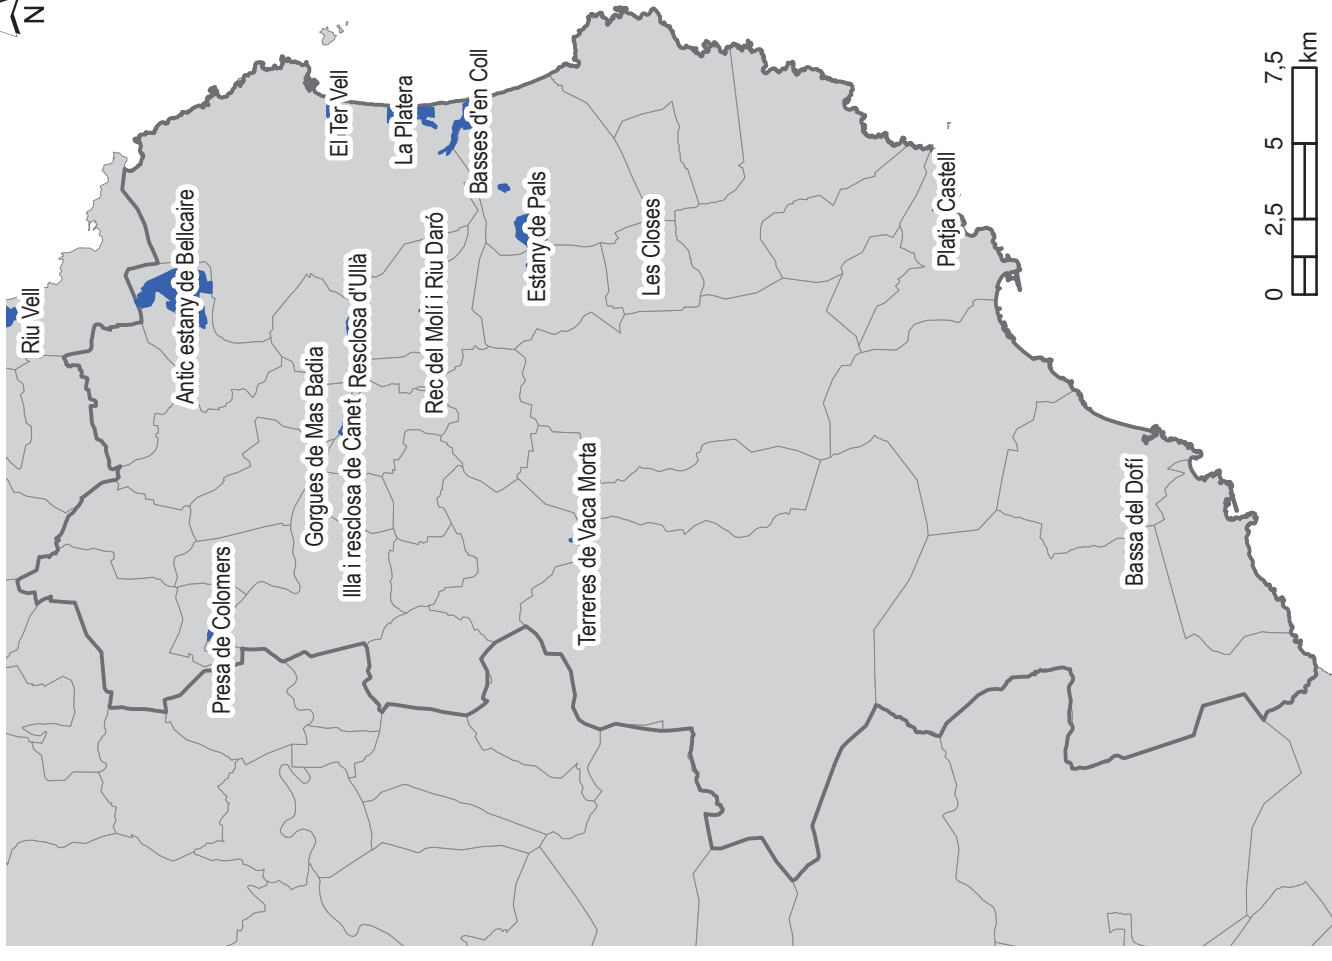 N
Riu Vell
Antic estany de Bellcaire
Presa de Colomers
Gorgues de Mas Badia
El Ter Vell
Illa i resclosa de Canet
Resclosa d'Ullà
La Platera
Rec del Molí i Riu Daró
Basses d'en Coll
Estany de Pals
Terreres de Vaca Morta
Les Closes
Platja Castell
Bassa del Dofí
0
2,5
5
7,5
km